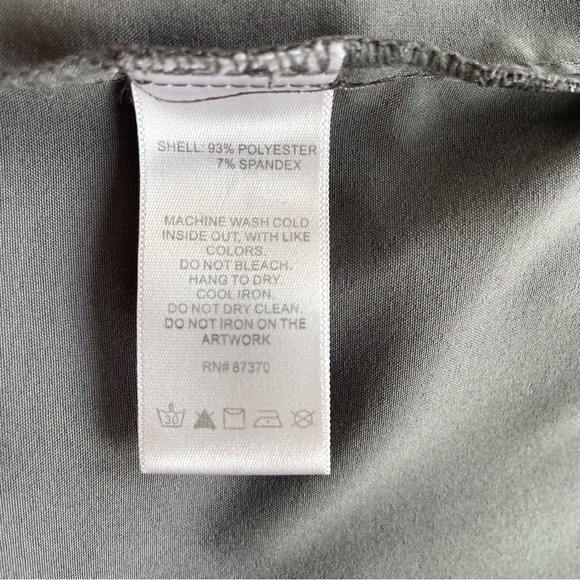 SHELL: 93% POLYESTER
7% SPANDEX
MACHINE WASH COLD
INSIDE OUT, WITH LIKE
COLORS.
DO NOT BLEACH.
HANG TO DRY.
COOL IRON.
DO NOT DRY CLEAN.
DO NOT IRON ON THE
ARTWORK
RN# 87370
30